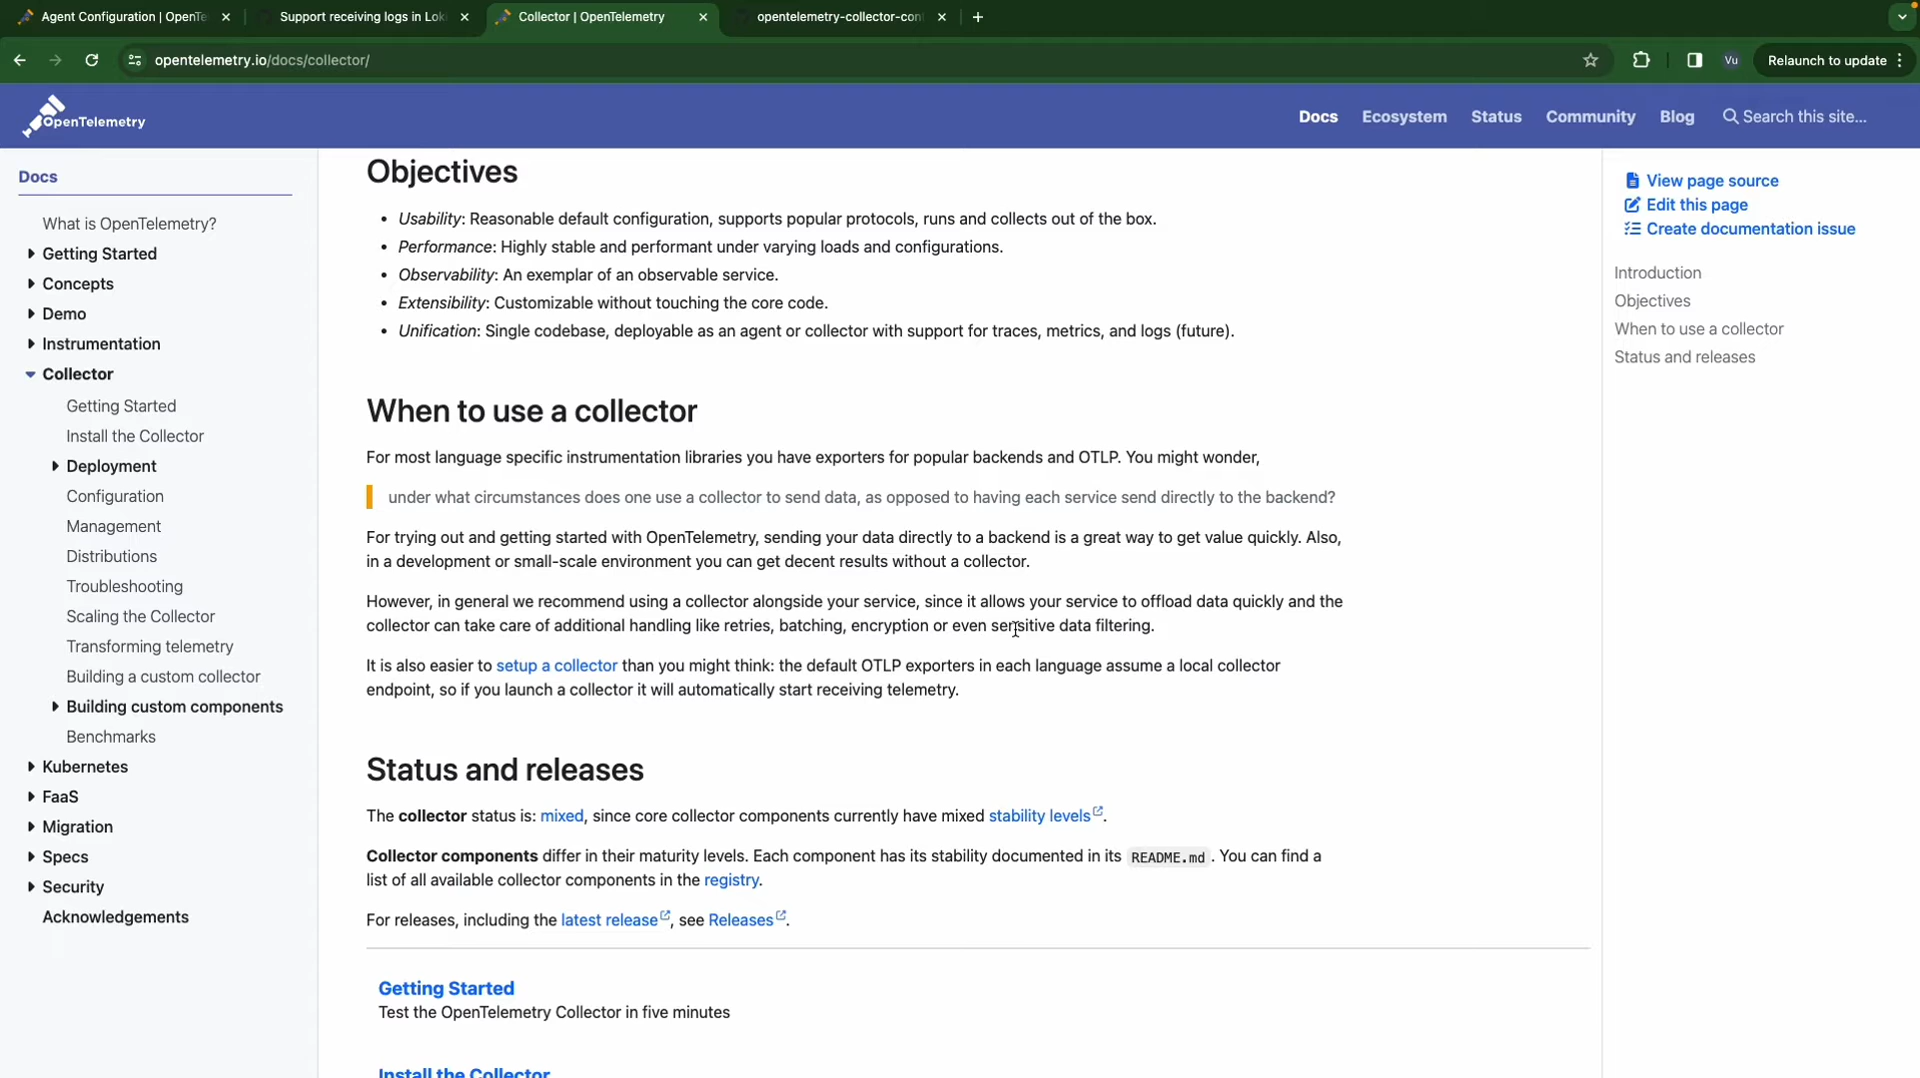 Agent Configuration | OpenTe
Support receiving logs in Lok
Collector | OpenTelemetry
opentelemetry-collector-con
opentelemetry.io/docs/collector/
Vu
Relaunch to update
OpenTelemetry
Docs
Ecosystem
Status
Community
Blog
Search this site...
Docs
What is OpenTelemetry?
Getting Started
Concepts
Demo
Instrumentation
Collector
Getting Started
Install the Collector
Deployment
Configuration
Management
Distributions
Troubleshooting
Scaling the Collector
Transforming telemetry
Building a custom collector
Building custom components
Benchmarks
Kubernetes
FaaS
Migration
Specs
Security
Acknowledgements
Objectives
• Usability: Reasonable default configuration, supports popular protocols, runs and collects out of the box.
• Performance: Highly stable and performant under varying loads and configurations.
• Observability: An exemplar of an observable service.
• Extensibility: Customizable without touching the core code.
• Unification: Single codebase, deployable as an agent or collector with support for traces, metrics, and logs (future).
When to use a collector
For most language specific instrumentation libraries you have exporters for popular backends and OTLP. You might wonder,
under what circumstances does one use a collector to send data, as opposed to having each service send directly to the backend?
For trying out and getting started with OpenTelemetry, sending your data directly to a backend is a great way to get value quickly. Also,
in a development or small-scale environment you can get decent results without a collector.
However, in general we recommend using a collector alongside your service, since it allows your service to offload data quickly and the
collector can take care of additional handling like retries, batching, encryption or even sensitive data filtering.
It is also easier to setup a collector than you might think: the default OTLP exporters in each language assume a local collector
endpoint, so if you launch a collector it will automatically start receiving telemetry.
Status and releases
The collector status is: mixed, since core collector components currently have mixed stability levels.
Collector components differ in their maturity levels. Each component has its stability documented in its README.md. You can find a
list of all available collector components in the registry.
For releases, including the latest release, see Releases.
Getting Started
Test the OpenTelemetry Collector in five minutes
Install the Collector
View page source
Edit this page
Create documentation issue
Introduction
Objectives
When to use a collector
Status and releases